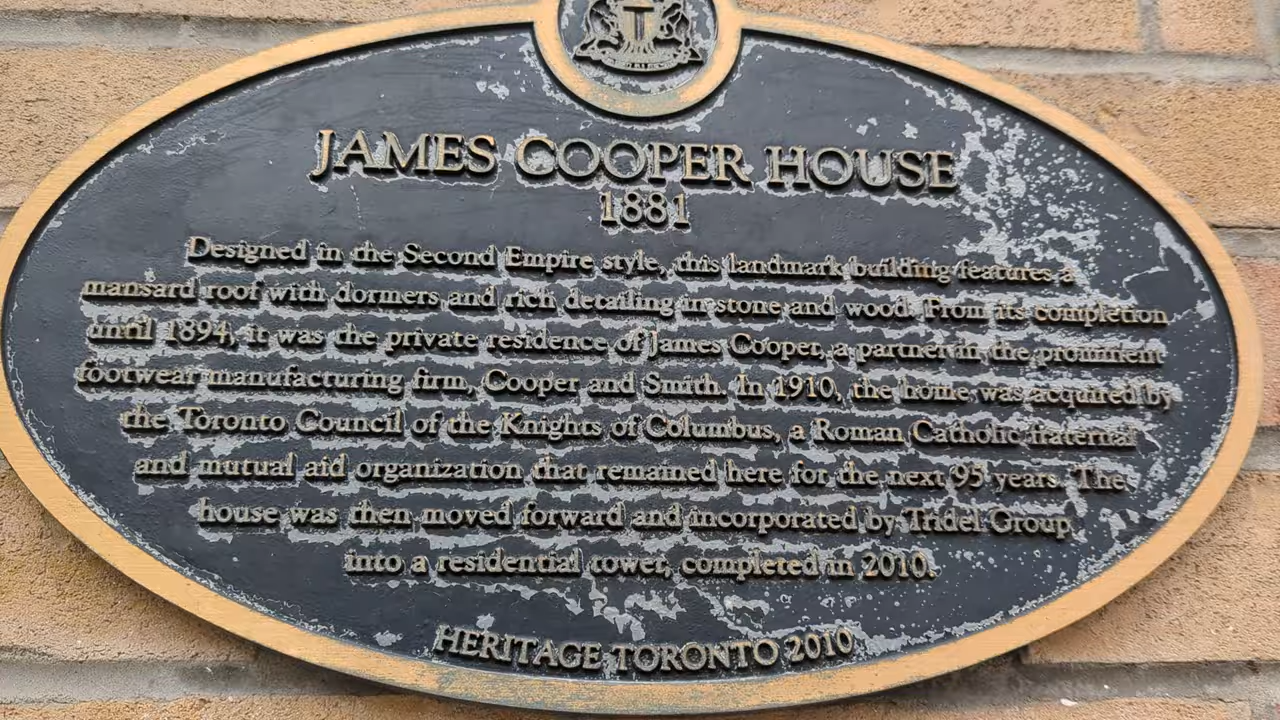 JAMES COOPER HOUSE
1881
Designed in the Second Empire style, this landmark building features a
mansard roof with dormers and rich detailing in stone and wood. From its completion
until 1894, it was the private residence of James Cooper, a partner in the prominent
footwear manufacturing firm, Cooper and Smith. In 1910, the home was acquired by
the Toronto Council of the Knights of Columbus, a Roman Catholic fraternal
and mutual aid organization that remained here for the next 95 years. The
house was then moved forward and incorporated by Tridel Group
into a residential tower, completed in 2010.
HERITAGE TORONTO 2010